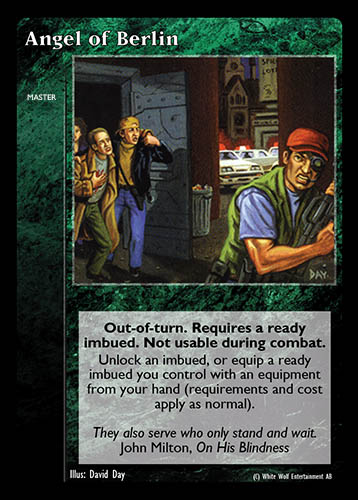 Angel of Berlin
MASTER
DAY
Out-of-turn. Requires a ready
imbued. Not usable during combat.
Unlock an imbued, or equip a ready
imbued you control with an equipment
from your hand (requirements and cost
apply as normal).
They also serve who only stand and wait.
John Milton, On His Blindness
Illus: David Day
(C) White Wolf Entertainment AB